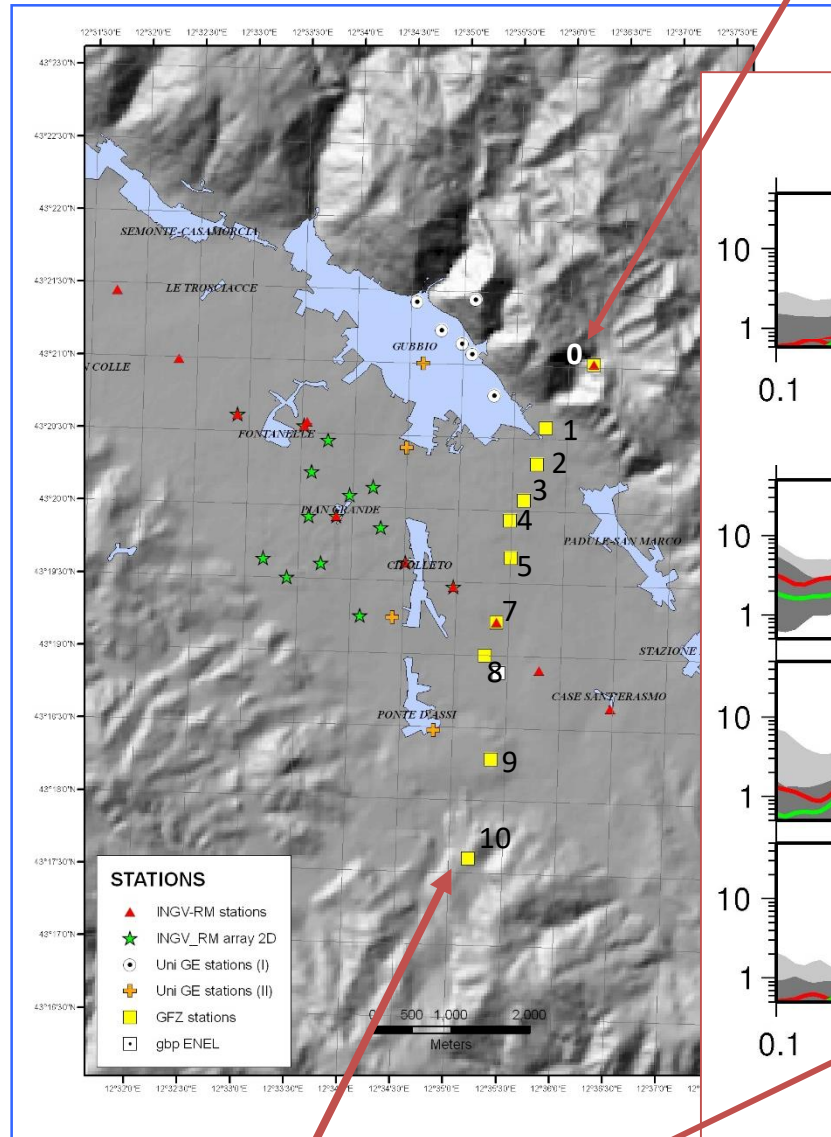 12°31'30"E 12°32'0"E 12°32'30"E 12°33'0"E 12°33'30"E 12°34'0"E 12°34'30"E 12°35'0"E 12°35'30"E 12°36'0"E 12°36'30"E 12°37'0"E 12°37'30"E
43°23'0"N
43°22'30"N
43°22'0"N
SEMONTE-CASAMORCIA
43°21'30"N
LE TROSCIACCE
GUBBIO
43°21'0"N
0
N COLLE
43°20'30"N
1
FONTANELLE
2
43°20'0"N
3
PIAN GRANDE
4
PADULE-SAN MARCO
43°19'30"N
CIPOLLETO
5
43°19'0"N
7
STAZIONE
8
CASE SANT'ERASMO
43°18'30"N
PONTE D'ASSI
9
43°18'0"N
10
43°17'30"N
STATIONS
INGV-RM stations
INGV_RM array 2D
Uni GE stations (I)
Uni GE stations (II)
GFZ stations
gbp ENEL
43°17'0"N
43°16'30"N
0 500 1,000 2,000
Meters
12°32'0"E 12°32'30"E 12°33'0"E 12°33'30"E 12°34'0"E 12°34'30"E 12°35'0"E 12°35'30"E 12°36'0"E 12°36'30"E 12°37'0"E
10
1
0.1
10
1
10
1
10
1
0.1